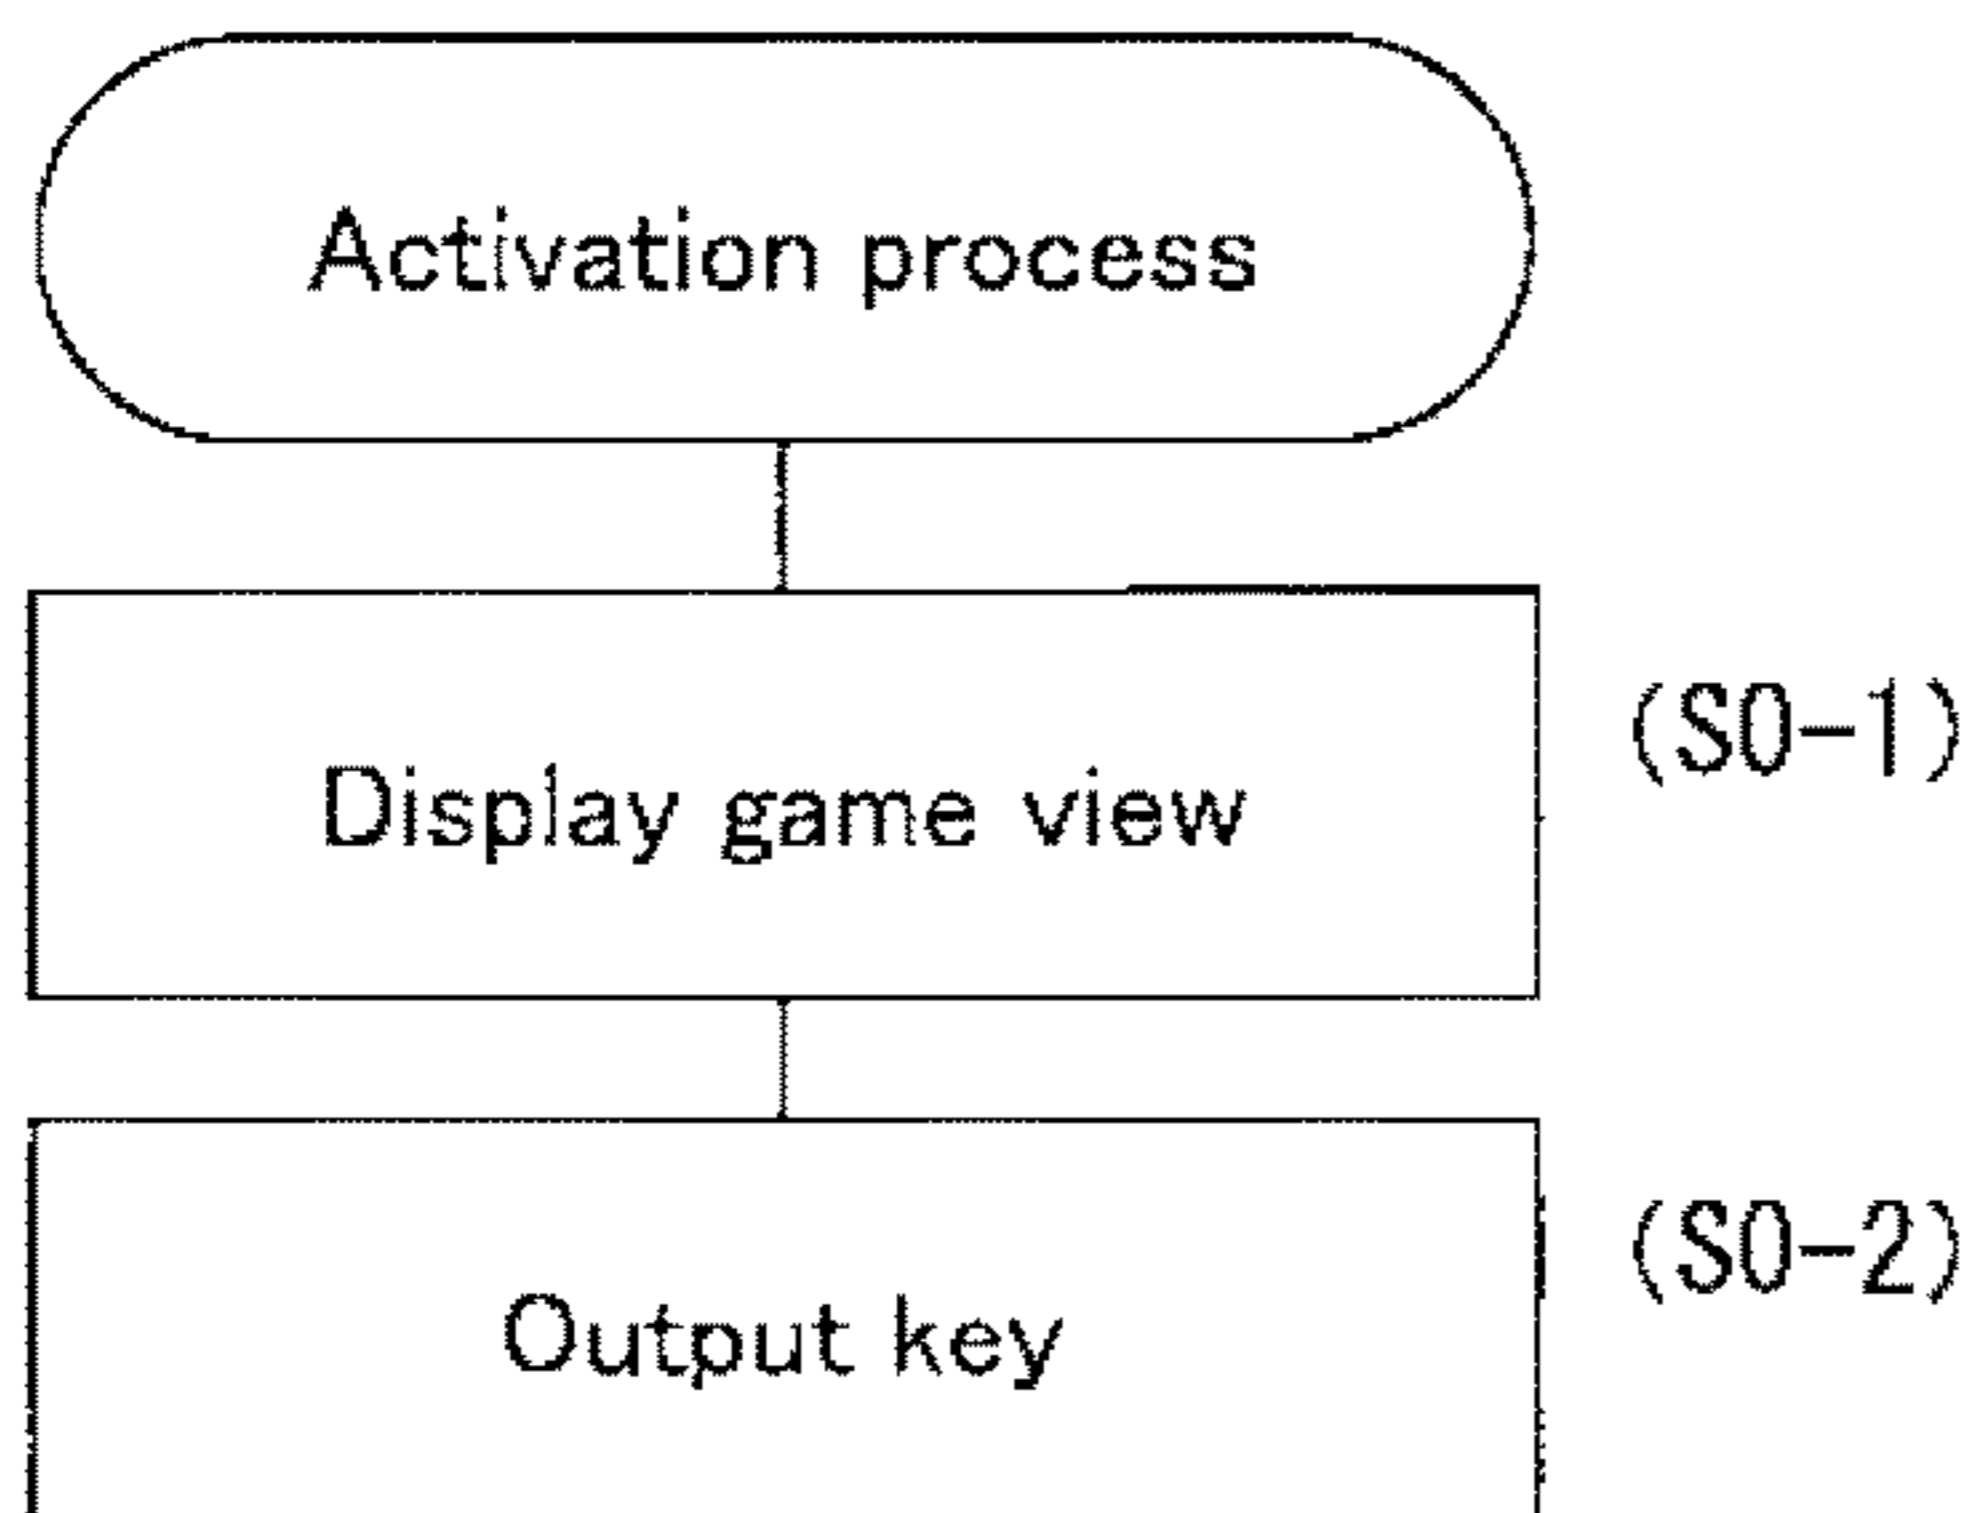 Activation process
(S0-1)
Display game view
(S0-2)
Output key